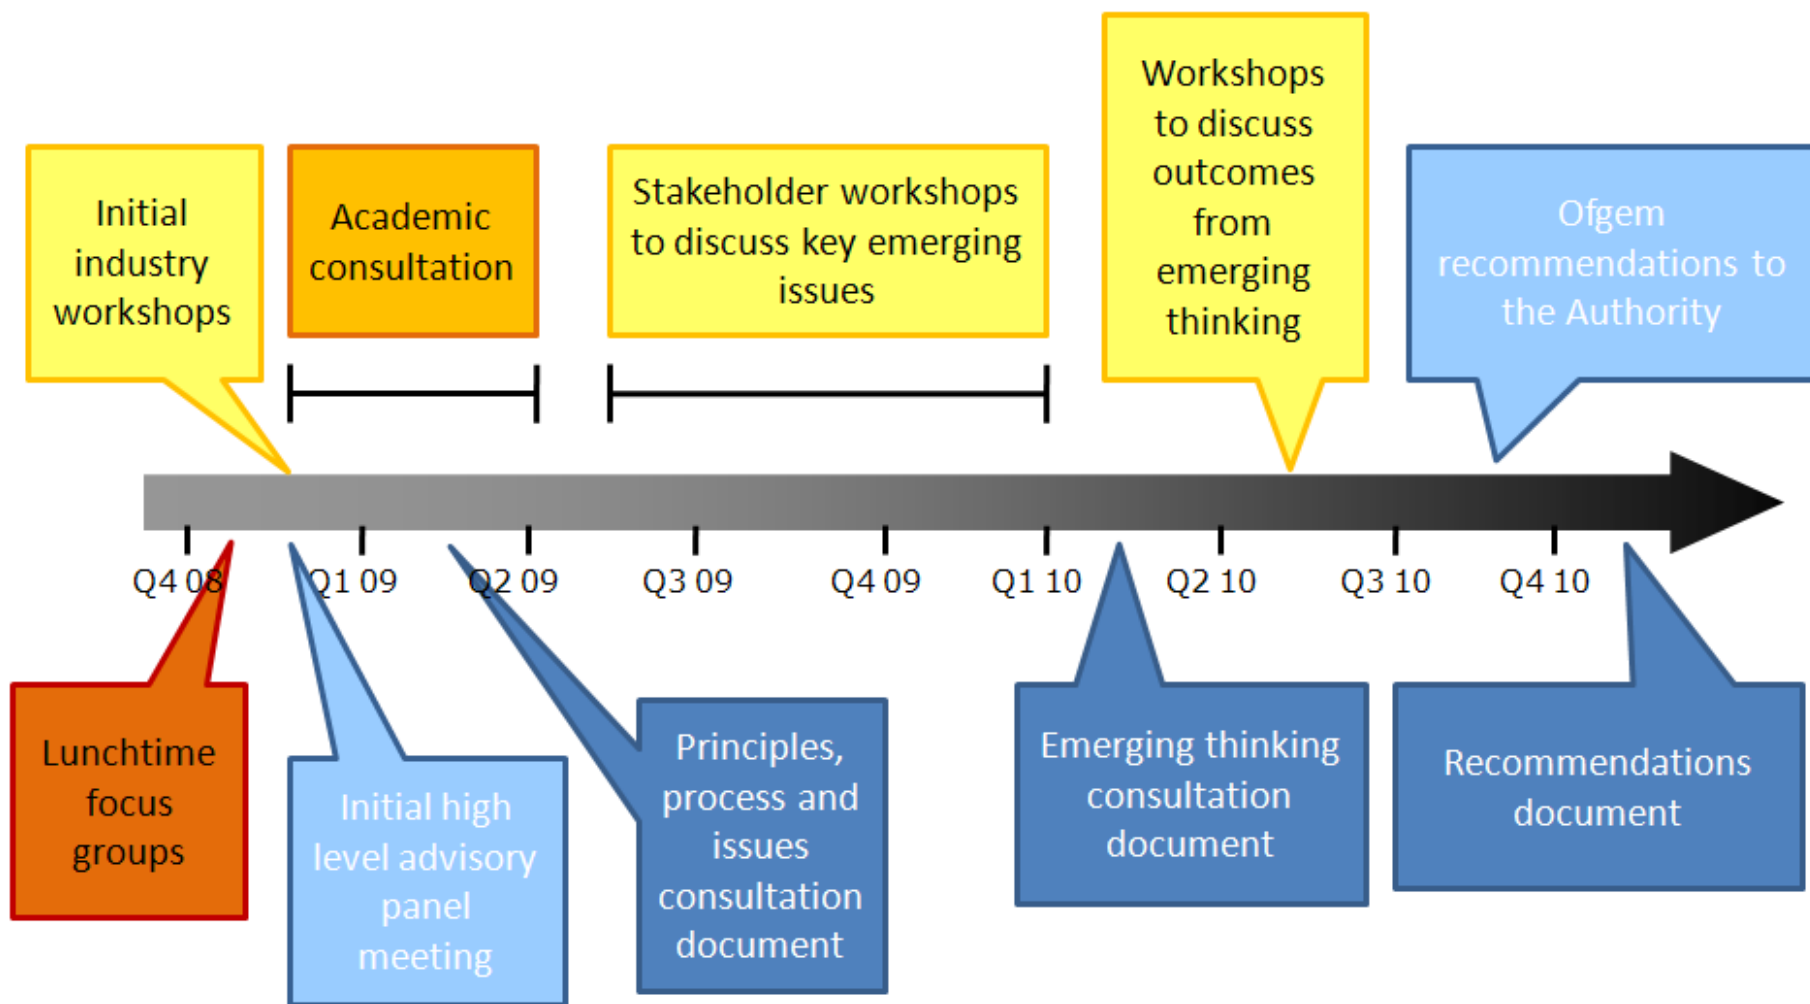 Initial
industry
workshops
Academic
consultation
Stakeholder workshops
to discuss key emerging
issues
Workshops
to discuss
outcomes
from
emerging
thinking
Ofgem
recommendations to
the Authority
Q4 08
Q1 09
Q2 09
Q3 09
Q4 09
Q1 10
Q2 10
Q3 10
Q4 10
Lunchtime
focus
groups
Initial high
level advisory
panel
meeting
Principles,
process and
issues
consultation
document
Emerging thinking
consultation
document
Recommendations
document